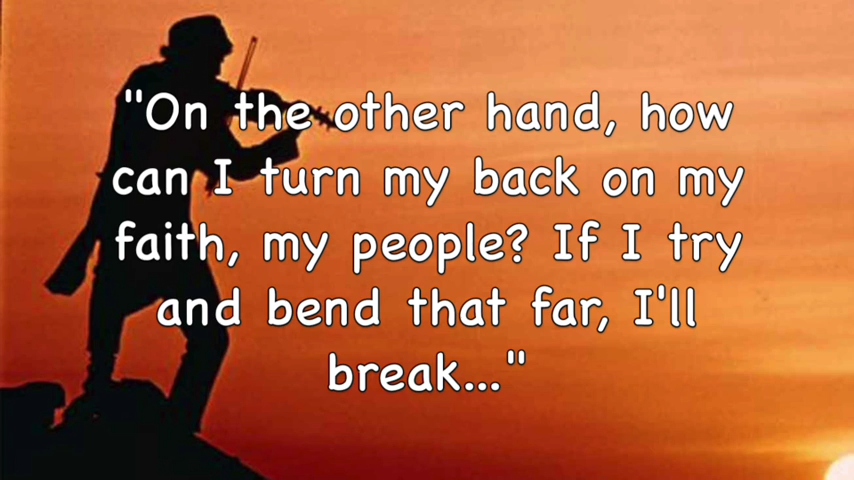 "On the other hand, how
can I turn my back on my
faith, my people? If I try
and bend that far, I'll
break..."